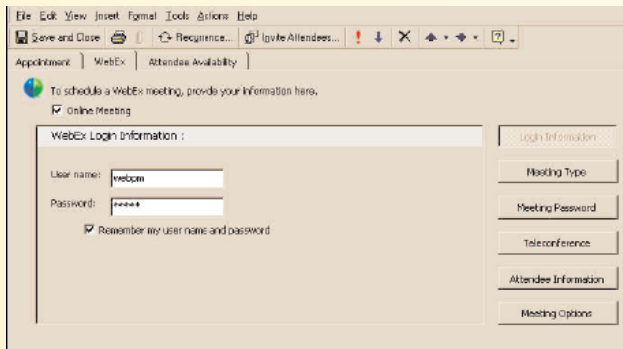 File Edit View Insert Format Tools Actions Help
Save and Close Recurrence... Invite Attendees...
Appointment WebEx Attendee Availability
To schedule a WebEx meeting, provde your information here.
Online Meeting
WebEx Login Information :
Login Information
User name: webpm
Meeting Type
Password: *****
Meeting Password
Remember my user name and password
Teleconference
Attendee Information
Meeting Options